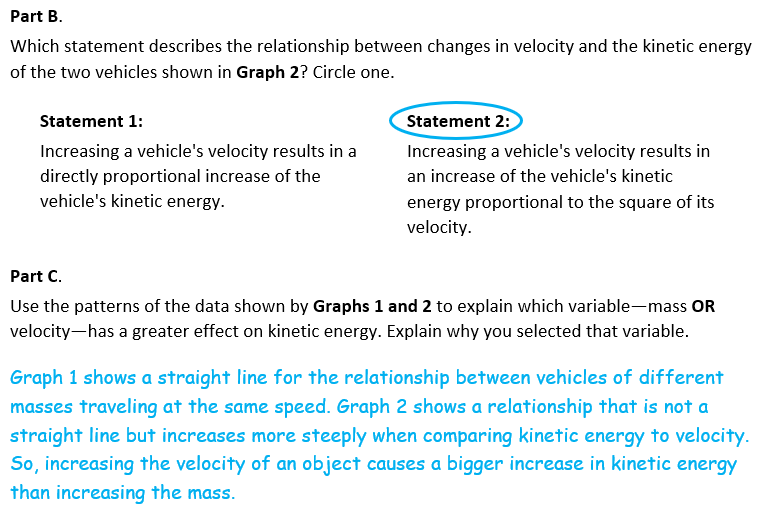 Part B.
Which statement describes the relationship between changes in velocity and the kinetic energy
of the two vehicles shown in Graph 2? Circle one.
Statement 1:
Increasing a vehicle's velocity results in a
directly proportional increase of the
vehicle's kinetic energy.
Statement 2:
Increasing a vehicle's velocity results in
an increase of the vehicle's kinetic
energy proportional to the square of its
velocity.
Part C.
Use the patterns of the data shown by Graphs 1 and 2 to explain which variable—mass OR
velocity—has a greater effect on kinetic energy. Explain why you selected that variable.
Graph 1 shows a straight line for the relationship between vehicles of different
masses traveling at the same speed. Graph 2 shows a relationship that is not a
straight line but increases more steeply when comparing kinetic energy to velocity.
So, increasing the velocity of an object causes a bigger increase in kinetic energy
than increasing the mass.